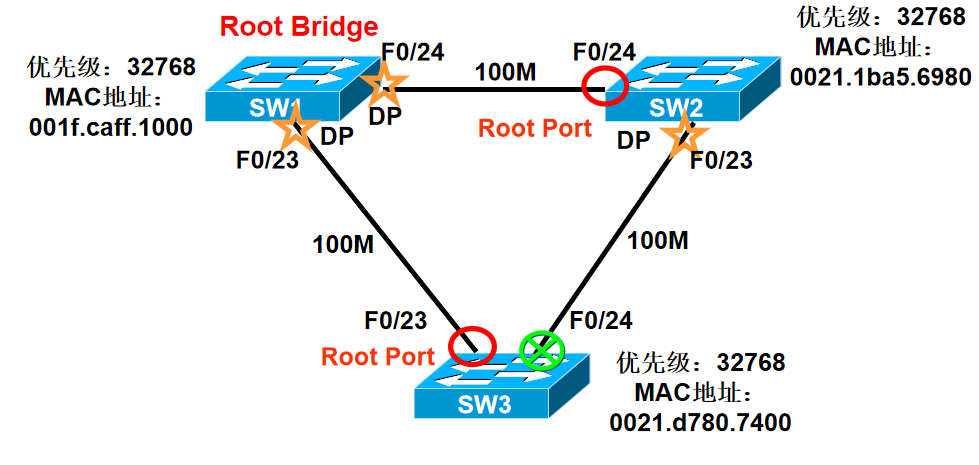 Root Bridge
优先级：32768
MAC地址：
001f.caff.1000
F0/24
100M
F0/24
优先级：32768
MAC地址：
0021.1ba5.6980
SW1
DP
DP
F0/23
Root Port
SW2
DP
F0/23
100M
100M
F0/23
F0/24
Root Port
SW3
优先级：32768
MAC地址：
0021.d780.7400